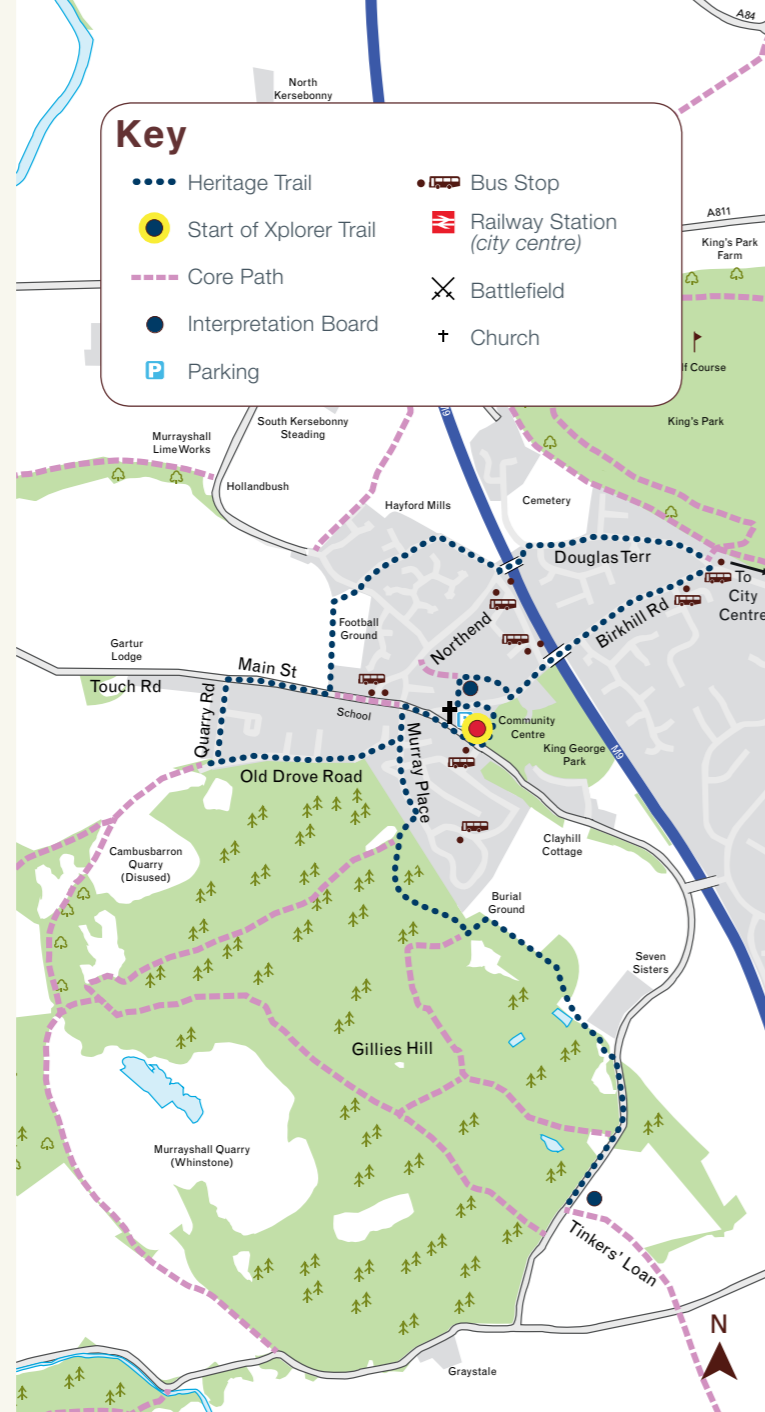 A84
North
Kersebonny
Key
Heritage Trail
Start of Xplorer Trail
Core Path
Interpretation Board
P
Parking
Bus Stop
Railway Station
(city centre)
Battlefield
Church
A811
King's Park
Farm
lf Course
King's Park
M9
South Kersebonny
Steading
Murrayshall
Lime Works
Hollandbush
Hayford Mills
Cemetery
Douglas Terr
To
City
Centre
Birkhill Rd
Northend
Football
Ground
Gartur
Lodge
Main St
Touch Rd
Quarry Rd
School
P
Community
Centre
King George
Park
M9
Murray Place
Old Drove Road
Clayhill
Cottage
Cambusbarron
Quarry
(Disused)
Burial
Ground
Seven
Sisters
Gillies Hill
Murrayshall Quarry
(Whinstone)
Tinkers' Loan
N
Graystale